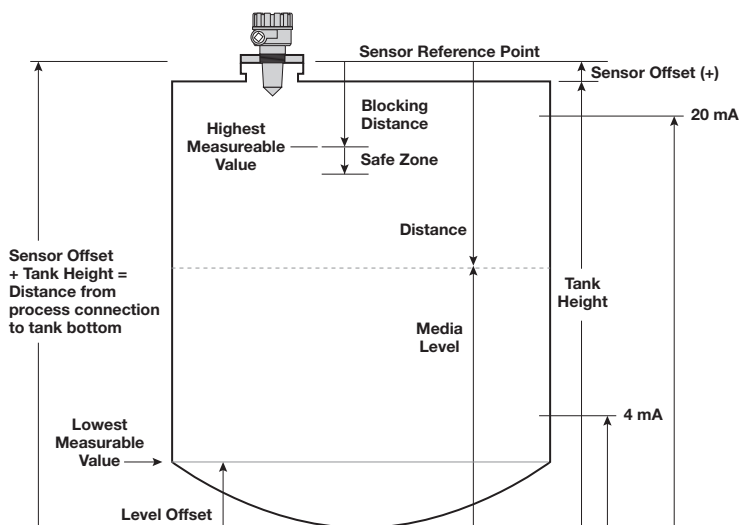 Sensor Reference Point
Sensor Offset (+)
Blocking
Distance
20 mA
Highest
Measureable
Value
Safe Zone
Distance
Sensor Offset
+ Tank Height =
Distance from
process connection
to tank bottom
Tank
Height
Media
Level
4 mA
Lowest
Measurable
Value
Level Offset